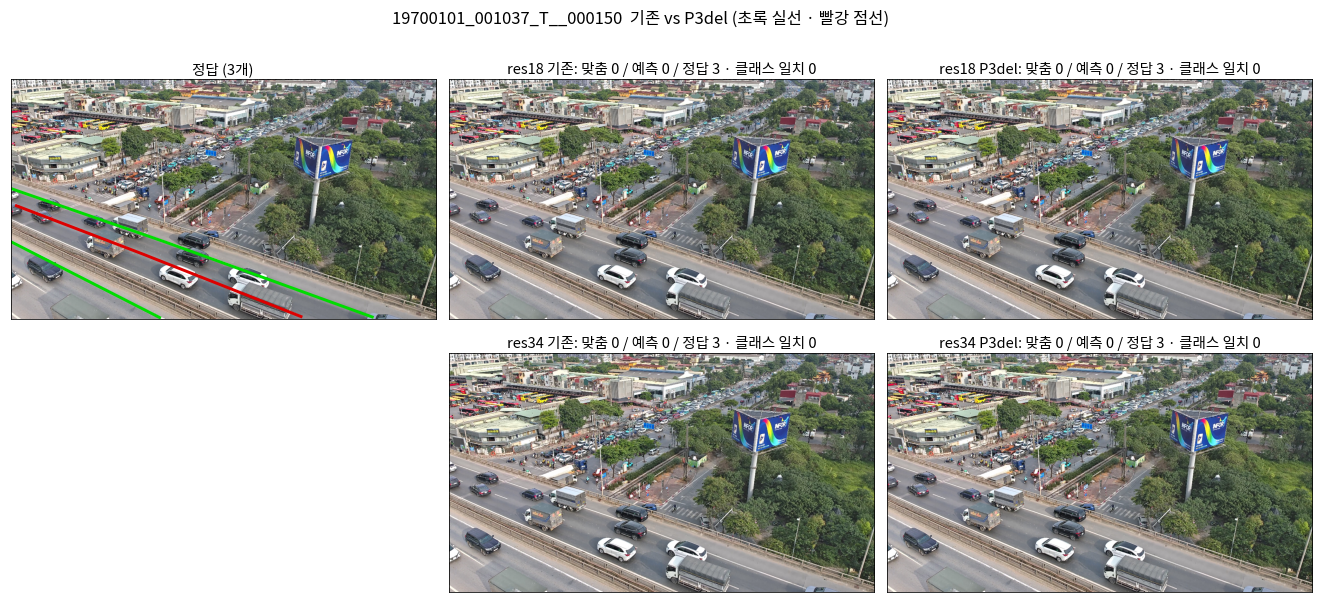 19700101_001037_T__000150 기존 vs P3del (초록 실선 · 빨강 점선)
정답 (3개)
res18 기존: 맞춤 0 / 예측 0 / 정답 3 · 클래스 일치 0
res18 P3del: 맞춤 0 / 예측 0 / 정답 3 · 클래스 일치 0
res34 기존: 맞춤 0 / 예측 0 / 정답 3 · 클래스 일치 0
res34 P3del: 맞춤 0 / 예측 0 / 정답 3 · 클래스 일치 0